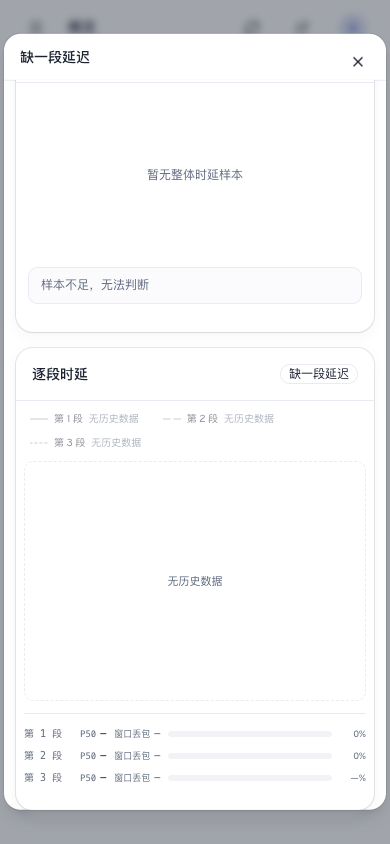 缺一段延迟
暂无整体时延样本
样本不足，无法判断
逐段时延 缺一段延迟
第 1 段 无历史数据 第 2 段 无历史数据
第 3 段 无历史数据
无历史数据
第 1 段 P50 — 窗口丢包 — 0%
第 2 段 P50 — 窗口丢包 — 0%
第 3 段 P50 — 窗口丢包 — —%